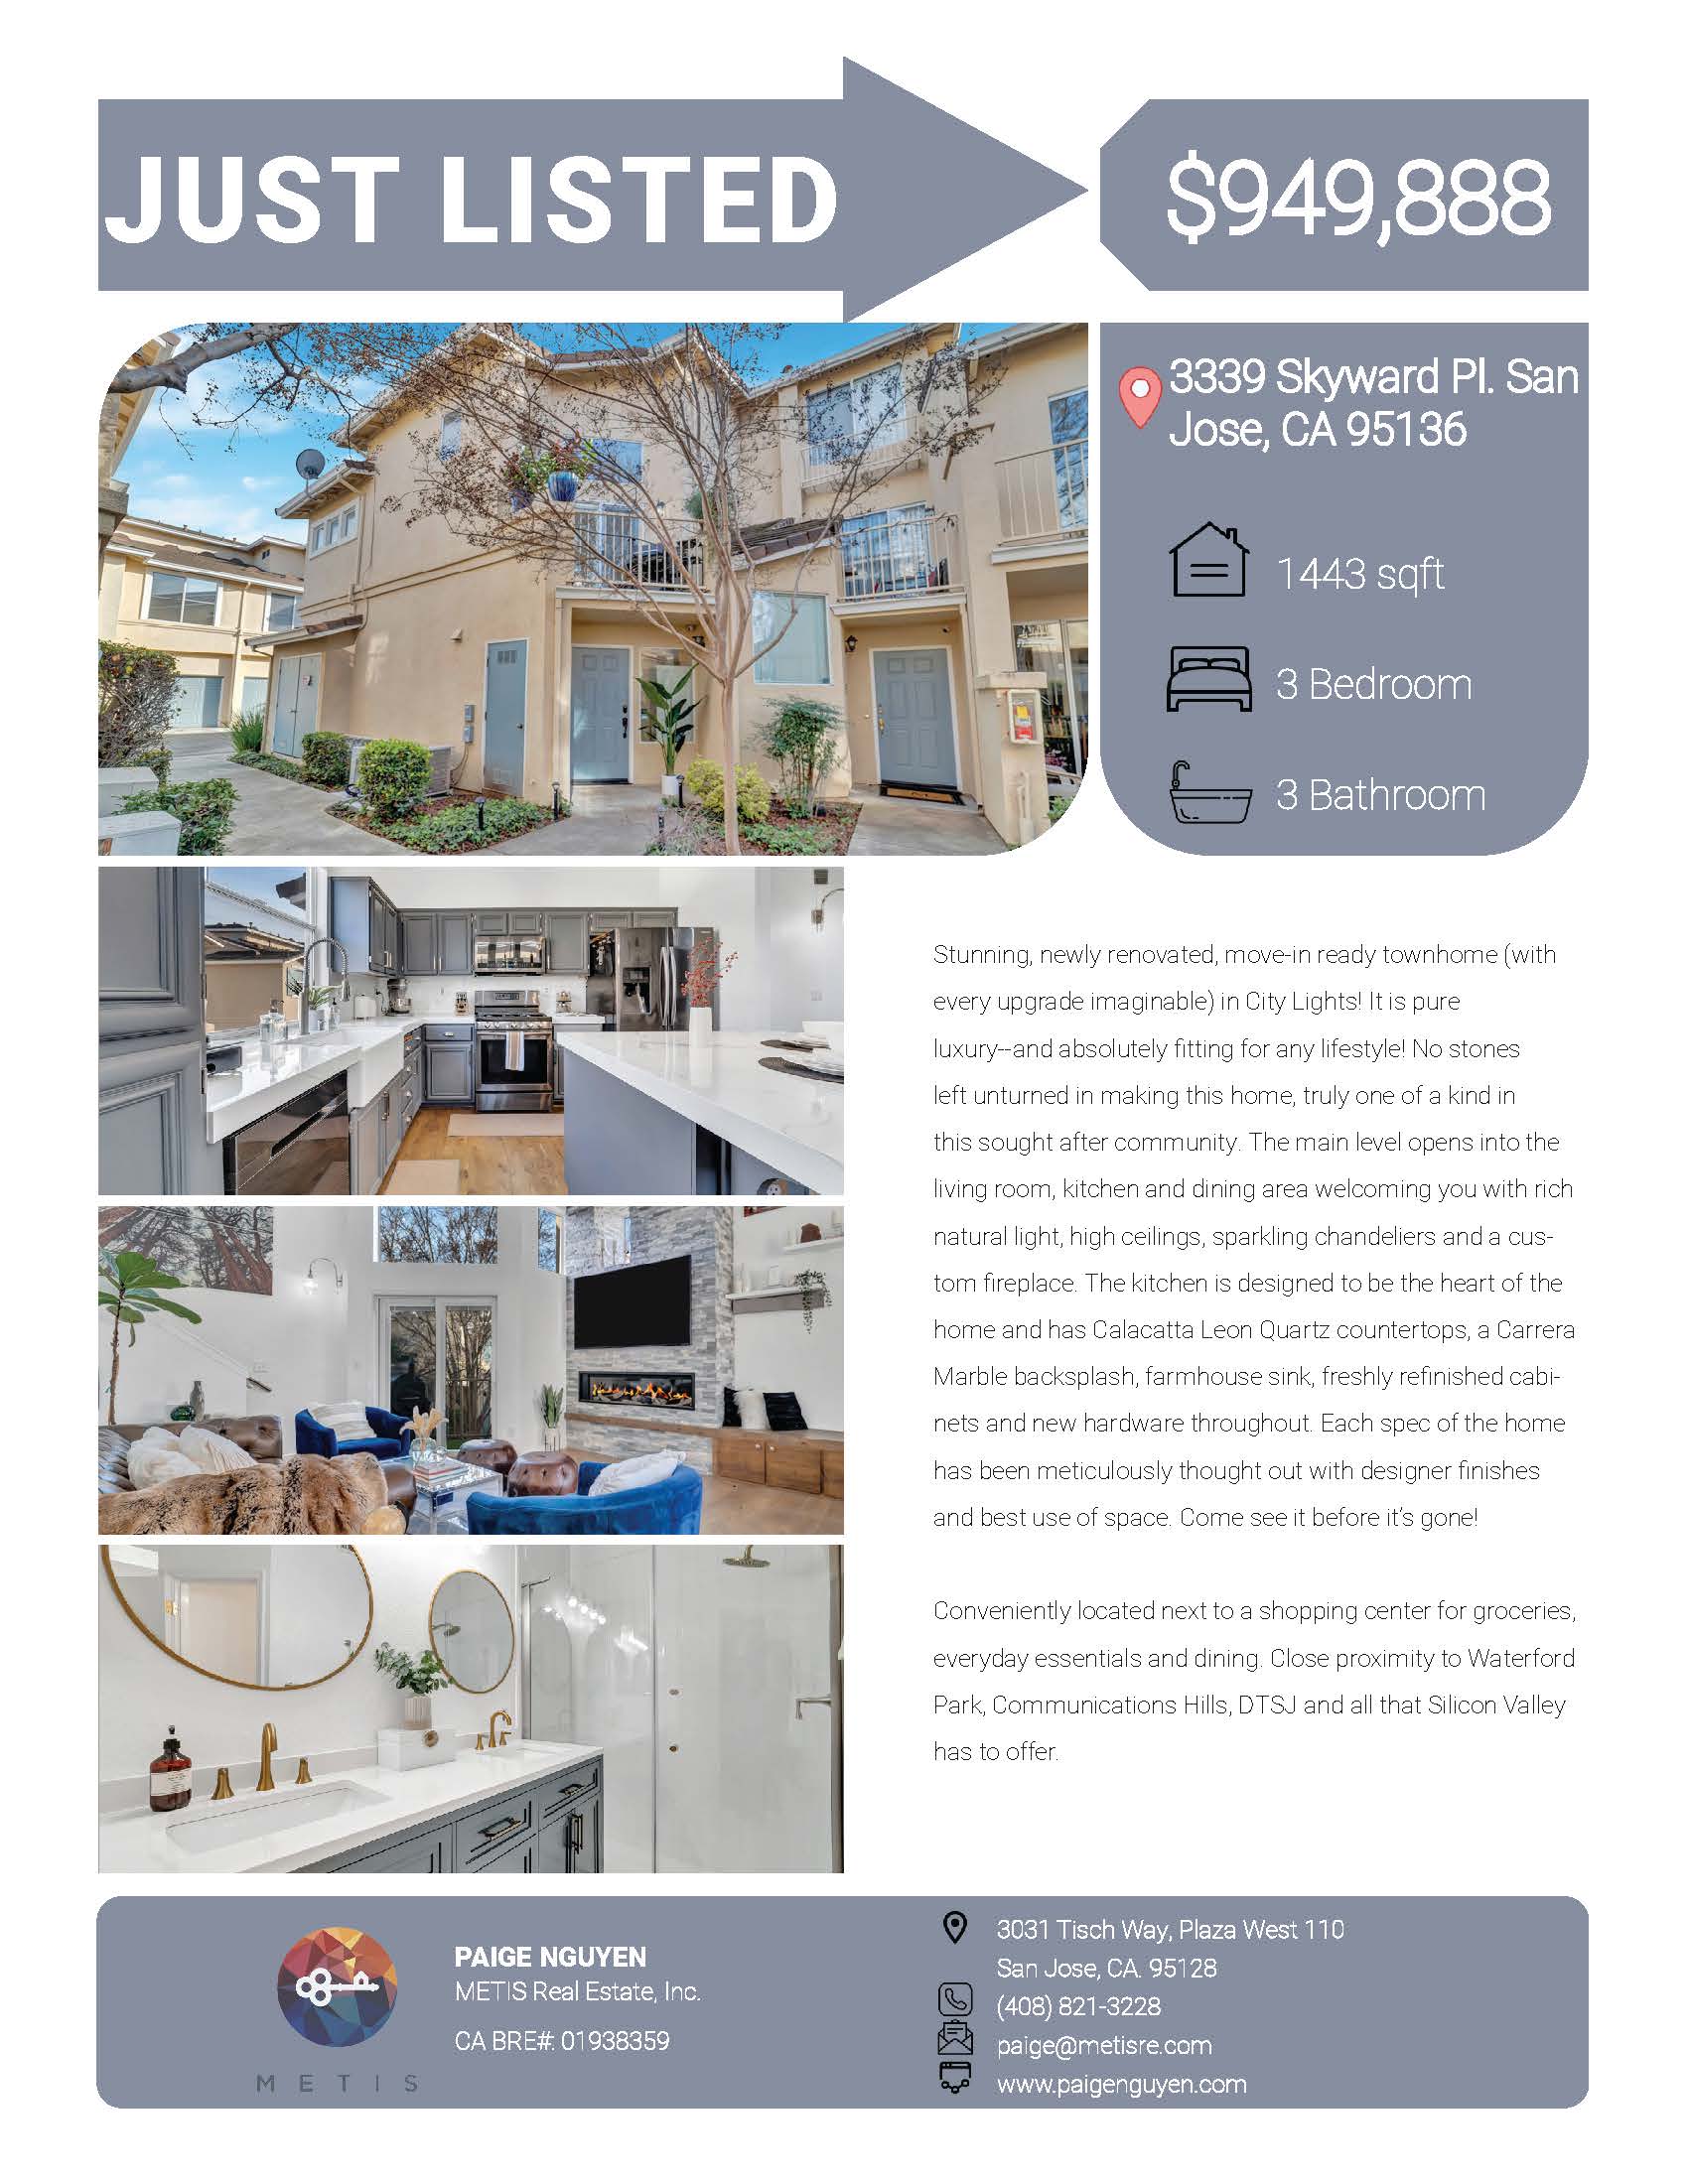 JUST LISTED
$949,888
3339 Skyward Pl. San
Jose, CA 95136
1443 sqft
3 Bedroom
3 Bathroom
Stunning, newly renovated, move-in ready townhome (with
every upgrade imaginable) in City Lights! It is pure
luxury--and absolutely fitting for any lifestyle! No stones
left unturned in making this home, truly one of a kind in
this sought after community. The main level opens into the
living room, kitchen and dining area welcoming you with rich
natural light, high ceilings, sparkling chandeliers and a cus-
tom fireplace. The kitchen is designed to be the heart of the
home and has Calacatta Leon Quartz countertops, a Carrera
Marble backsplash, farmhouse sink, freshly refinished cabi-
nets and new hardware throughout. Each spec of the home
has been meticulously thought out with designer finishes
and best use of space. Come see it before it's gone!
Conveniently located next to a shopping center for groceries,
everyday essentials and dining. Close proximity to Waterford
Park, Communications Hills, DTSJ and all that Silicon Valley
has to offer.
METIS
PAIGE NGUYEN
METIS Real Estate, Inc.
CA BRE#: 01938359
3031 Tisch Way, Plaza West 110
San Jose, CA. 95128
(408) 821-3228
paige@metisre.com
www.paigenguyen.com